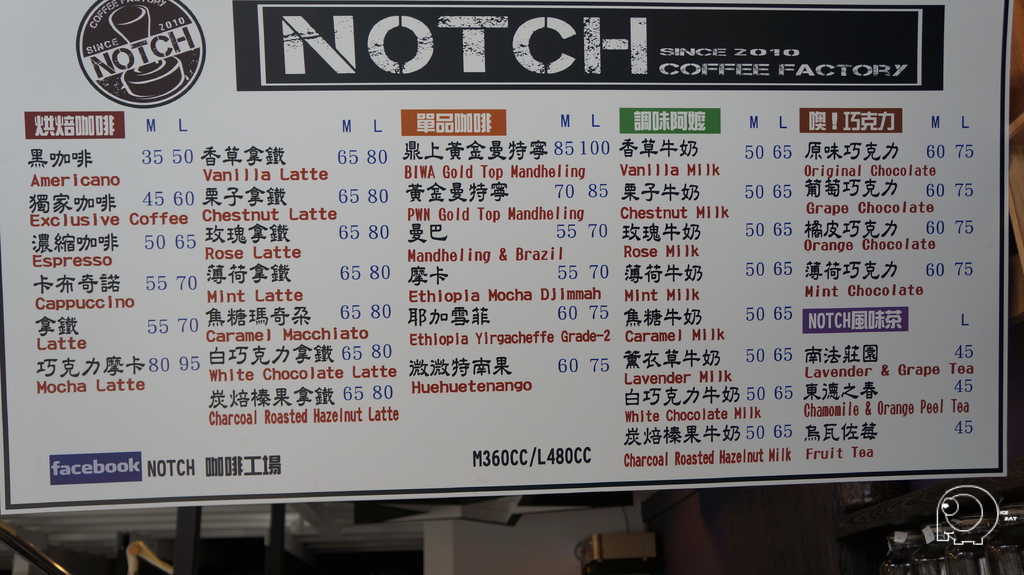 COFFEE FACTORY
SINCE 2010
NOTCH
NOTCH
SINCE 2010
COFFEE FACTORY
烘焙咖啡 M L
黑咖啡 35 50
Americano
獨家咖啡 45 60
Exclusive Coffee
濃縮咖啡 50 65
Espresso
卡布奇諾 55 70
Cappuccino
拿鐵 55 70
Latte
巧克力摩卡 80 95
Mocha Latte
M L
香草拿鐵 65 80
Vanilla Latte
栗子拿鐵 65 80
Chestnut Latte
玫瑰拿鐵 65 80
Rose Latte
薄荷拿鐵 65 80
Mint Latte
焦糖瑪奇朵 65 80
Caramel Macchiato
白巧克力拿鐵 65 80
White Chocolate Latte
炭焙榛果拿鐵 65 80
Charcoal Roasted Hazelnut Latte
單品咖啡 M L
鼎上黃金曼特寧 85 100
BIWA Gold Top Mandheling
黃金曼特寧 70 85
PWN Gold Top Mandheling
曼巴 55 70
Mandheling & Brazil
摩卡 55 70
Ethiopia Mocha Djimmah
耶加雪菲 60 75
Ethiopia Yirgacheffe Grade-2
微微特南果 60 75
Huehuetenango
調味阿嬤 M L
香草牛奶 50 65
Vanilla Milk
栗子牛奶 50 65
Chestnut Milk
玫瑰牛奶 50 65
Rose Milk
薄荷牛奶 50 65
Mint Milk
焦糖牛奶 50 65
Caramel Milk
薰衣草牛奶 50 65
Lavender Milk
白巧克力牛奶 50 65
White Chocolate Milk
炭焙榛果牛奶 50 65
Charcoal Roasted Hazelnut Milk
噢!巧克力 M L
原味巧克力 60 75
Original Chocolate
葡萄巧克力 60 75
Grape Chocolate
橘皮巧克力 60 75
Orange Chocolate
薄荷巧克力 60 75
Mint Chocolate
NOTCH風味茶 L
南法莊園 45
Lavender & Grape Tea
東德之春 45
Chamomile & Orange Peel Tea
烏瓦佐莓 45
Fruit Tea
facebook NOTCH 咖啡工場
M360CC/L480CC